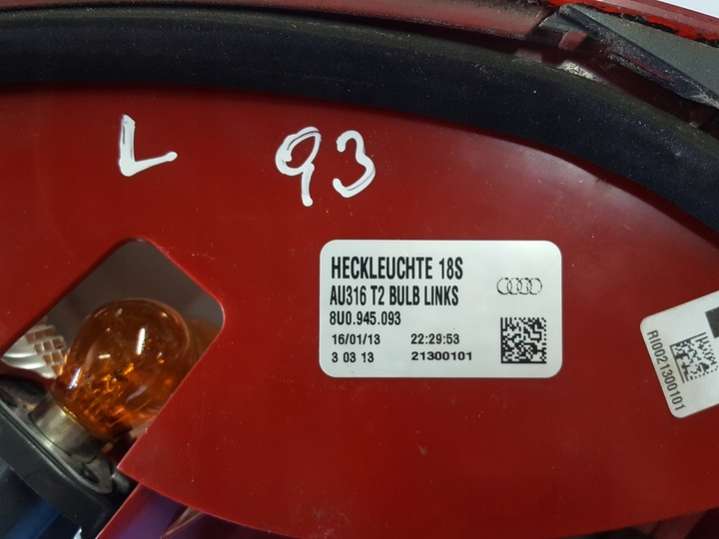 L 93
HECKLEUCHTE 18S
AU316 T2 BULB LINKS
8U0.945.093
16/01/13 22:29:53
3 03 13 21300101
RI0021300101